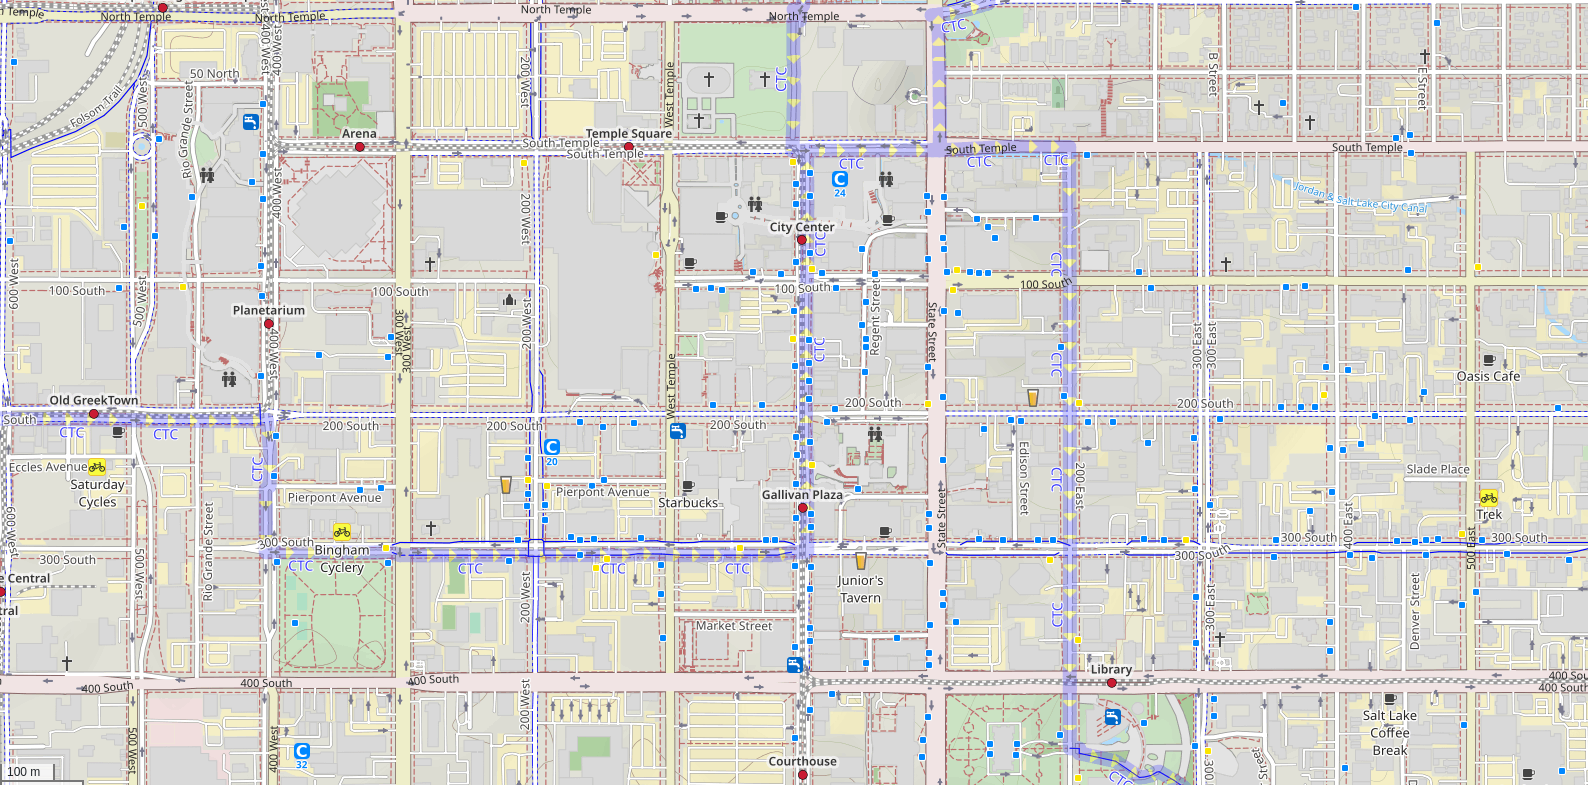 Temple
North Temple
North Temple
North Temple
North Temple
CTC
400 West
400 West
50 North
500 West
Folsom Trail
Rio Grande Street
200 West
West Temple
CTC
B Street
E Street
Arena
Temple Square
South Temple
South Temple
South Temple
South Temple
CTC
CTC
CTC
C
24
Jordan & Salt Lake City Canal
400 West
200 West
City Center
CTC
CTC
600 West
500 West
100 South
100 South
100 South
100 South
Planetarium
300 West
300 West
200 West
400 West
Regent Street
State Street
CTC
CTC
300 East
300 East
West Temple
Oasis Cafe
Old GreekTown
South
CTC
CTC
200 South
200 South
200 South
200 South
200 South
C
20
CTC
Eccles Avenue
Saturday
Cycles
Pierpont Avenue
Pierpont Avenue
Starbucks
Gallivan Plaza
Edison Street
CTC
200 East
Slade Place
Trek
600 West
Rio Grande Street
500 West
State Street
400 East
500 East
300 South
300 South
Bingham
Cyclery
CTC
CTC
CTC
CTC
300 South
300 South
300 South
Central
tral
Junior's
Tavern
200 West
CTC
300 East
Denver Street
Market Street
Library
400 South
400 South
400 South
400 South
400 South
200 West
500 West
400 West
C
32
Salt Lake
Coffee
Break
Courthouse
CTC
300
Street
100 m